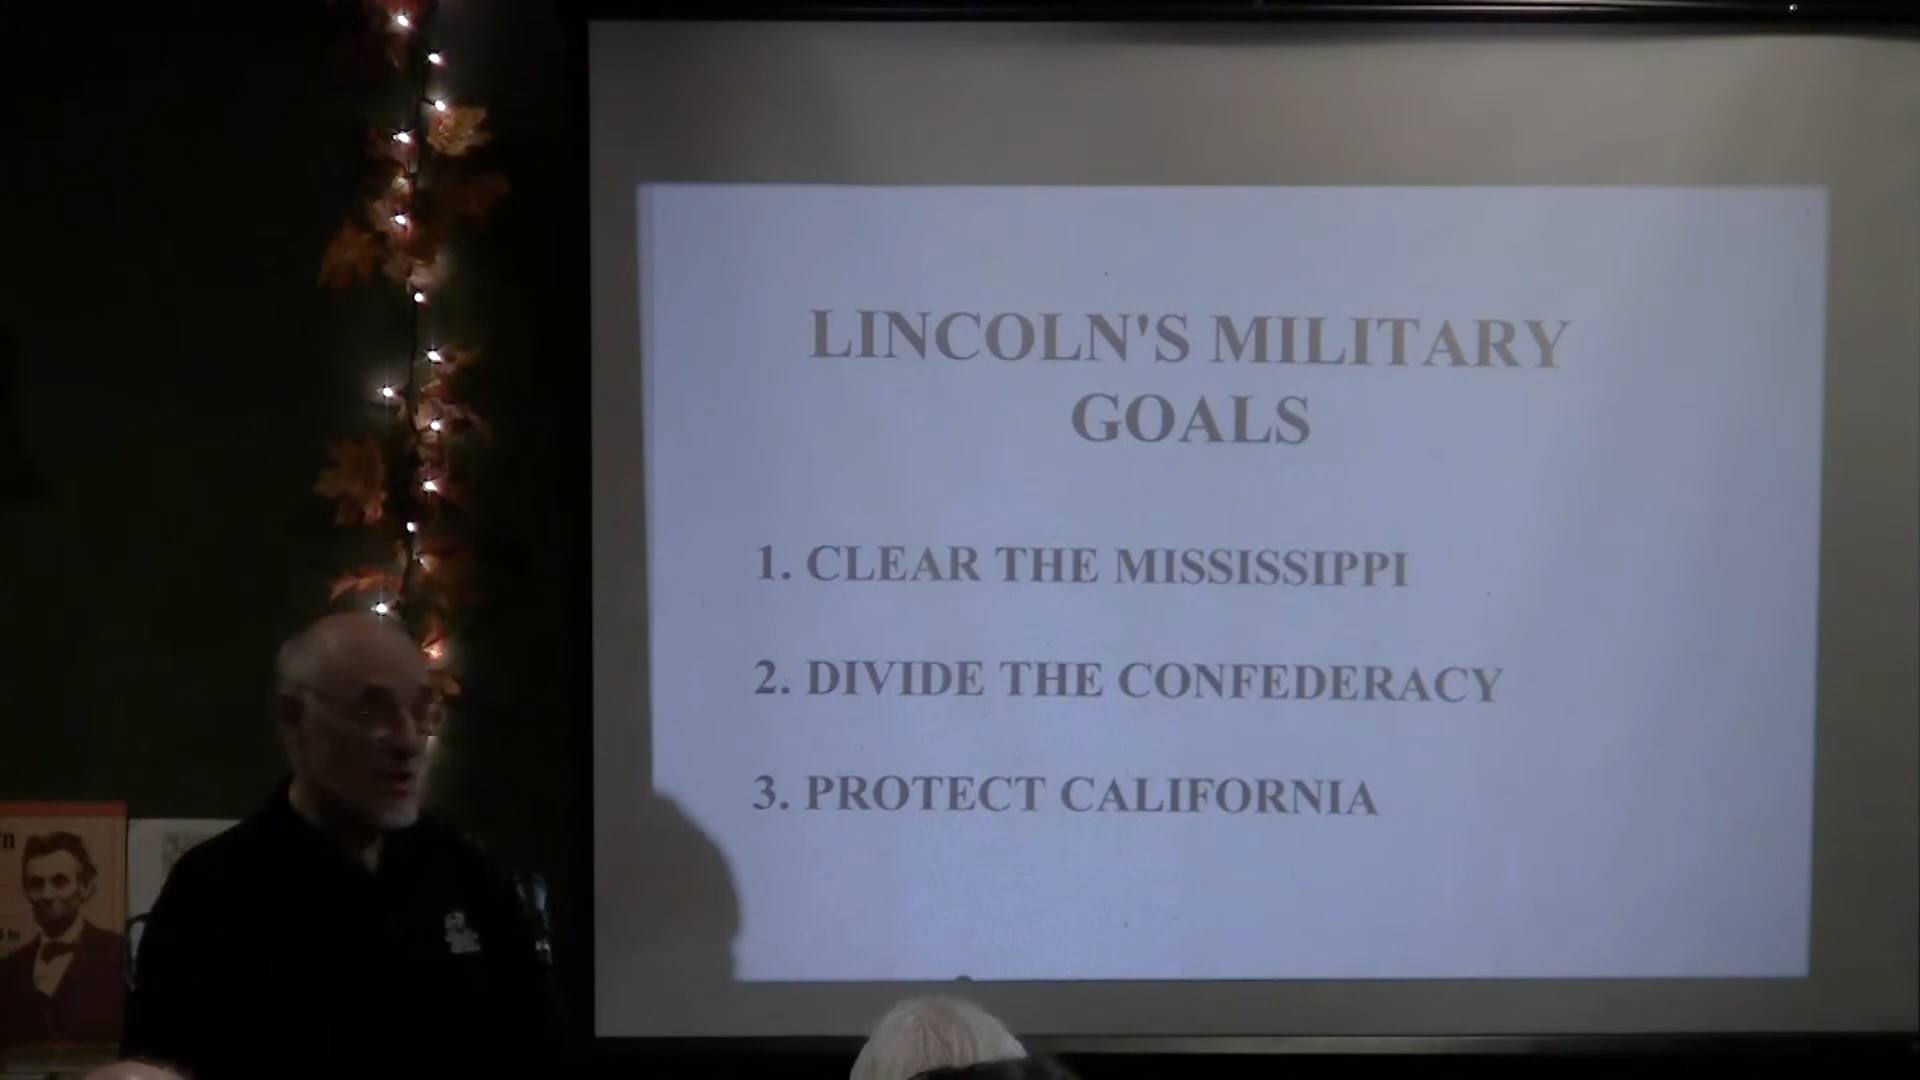 LINCOLN'S MILITARY
GOALS
1. CLEAR THE MISSISSIPPI
2. DIVIDE THE CONFEDERACY
3. PROTECT CALIFORNIA